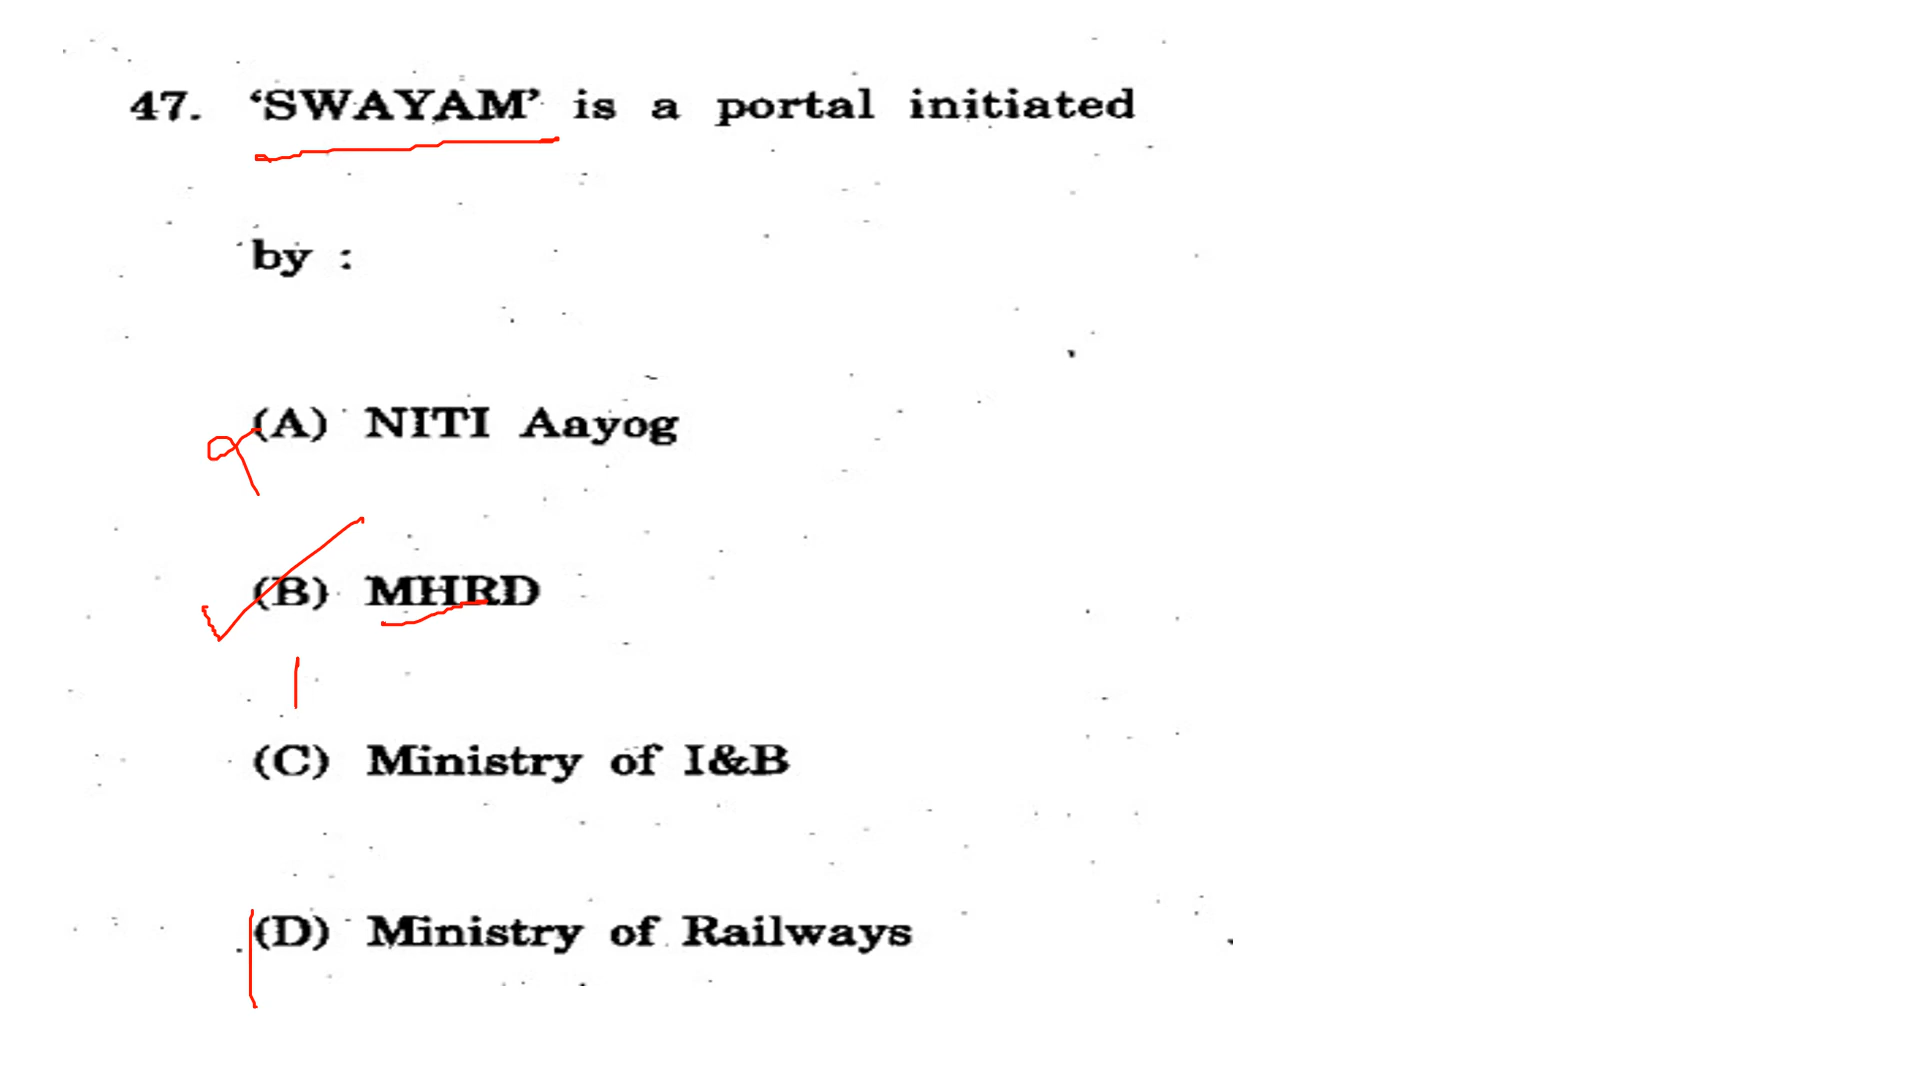 47. ‘SWAYAM’ is a portal initiated
by :
(A) NITI Aayog
(B) MHRD
(C) Ministry of I&B
(D) Ministry of Railways